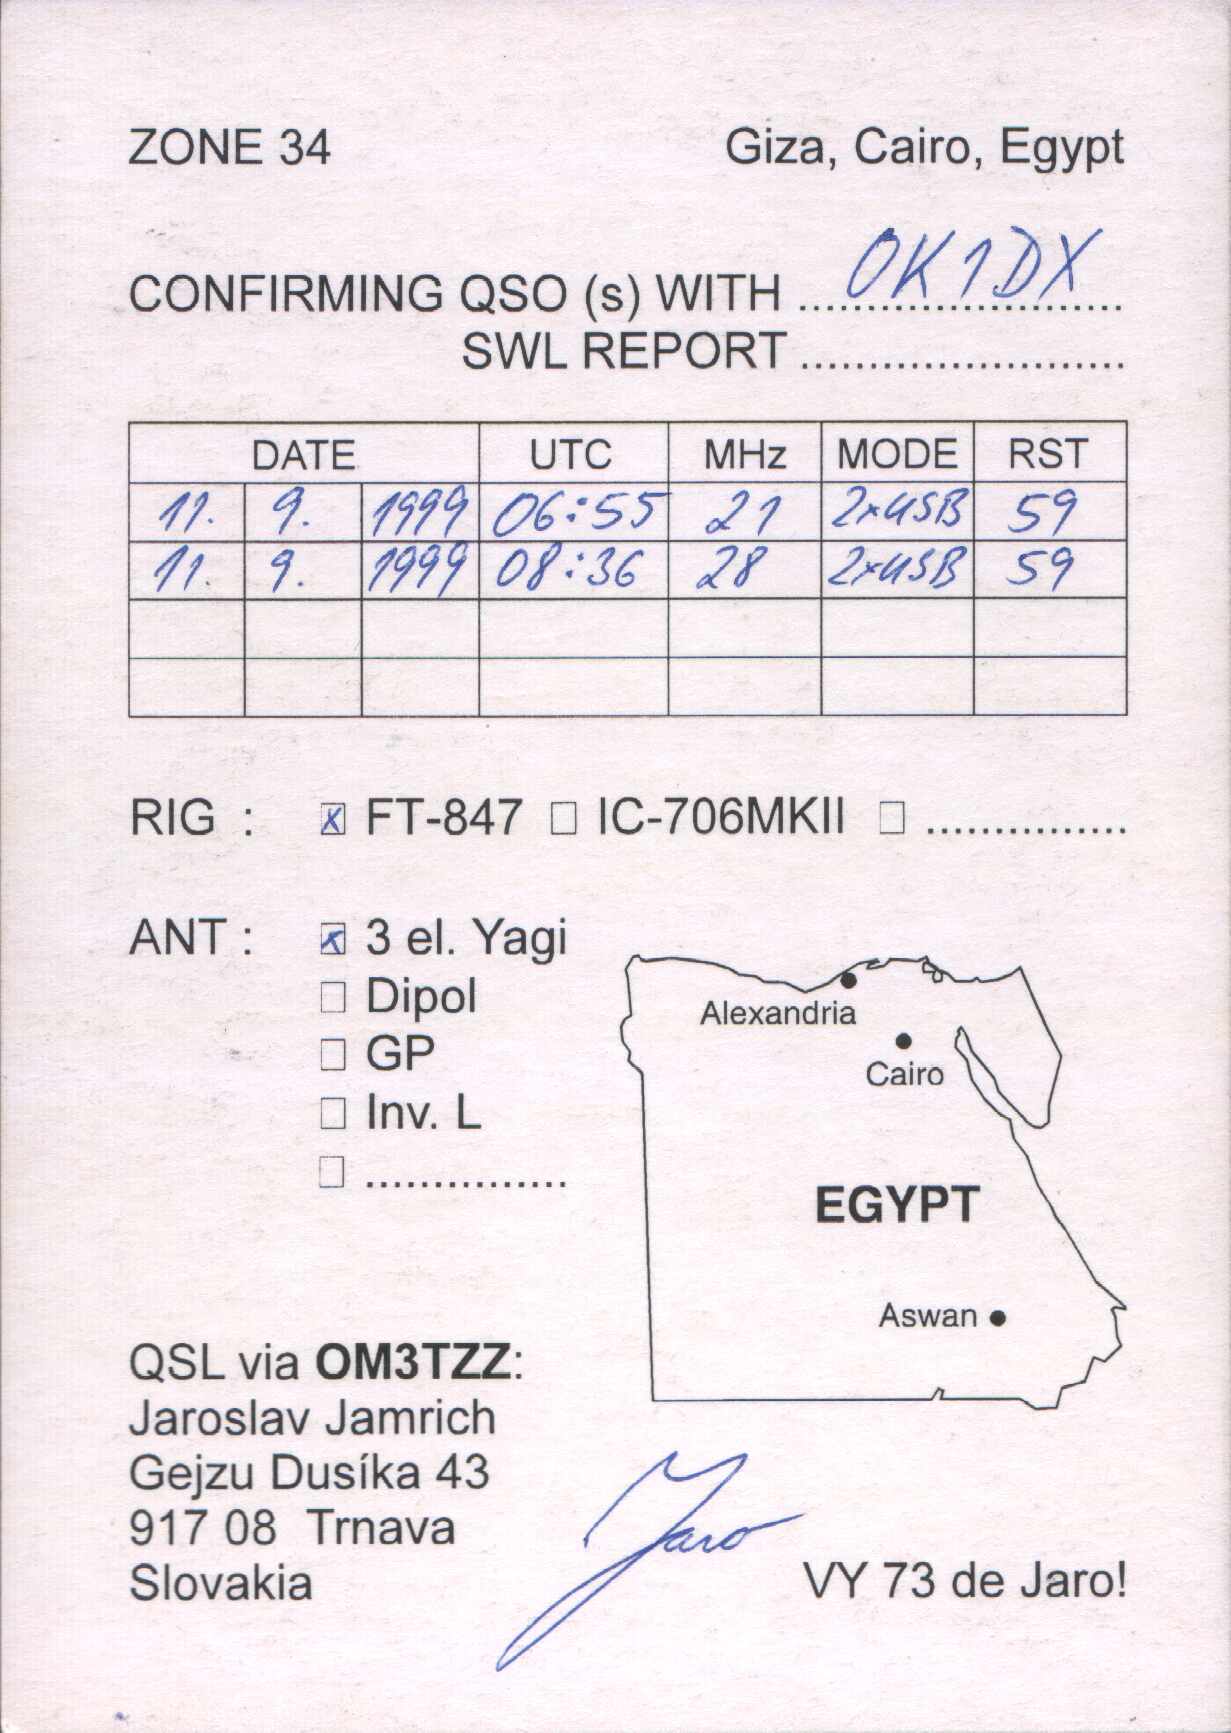 ZONE 34 Giza, Cairo, Egypt
CONFIRMING QSO (s) WITH OK1DX
SWL REPORT ........................
DATE UTC MHz MODE RST
11. 9. 1999 06:55 21 2xUSB 59
11. 9. 1999 08:36 28 2xUSB 59
RIG : ☒ FT-847 ☐ IC-706MKII ☐ ...............
ANT : ☒ 3 el. Yagi
☐ Dipol
☐ GP
☐ Inv. L
☐ ...............
Alexandria
Cairo
EGYPT
Aswan
QSL via OM3TZZ:
Jaroslav Jamrich
Gejzu Dusíka 43
917 08 Trnava
Slovakia
Jaro
VY 73 de Jaro!